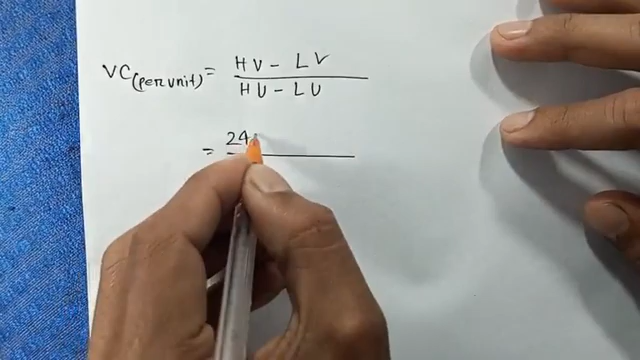 VC(per unit) = HV - LV
HU - LU
= 24